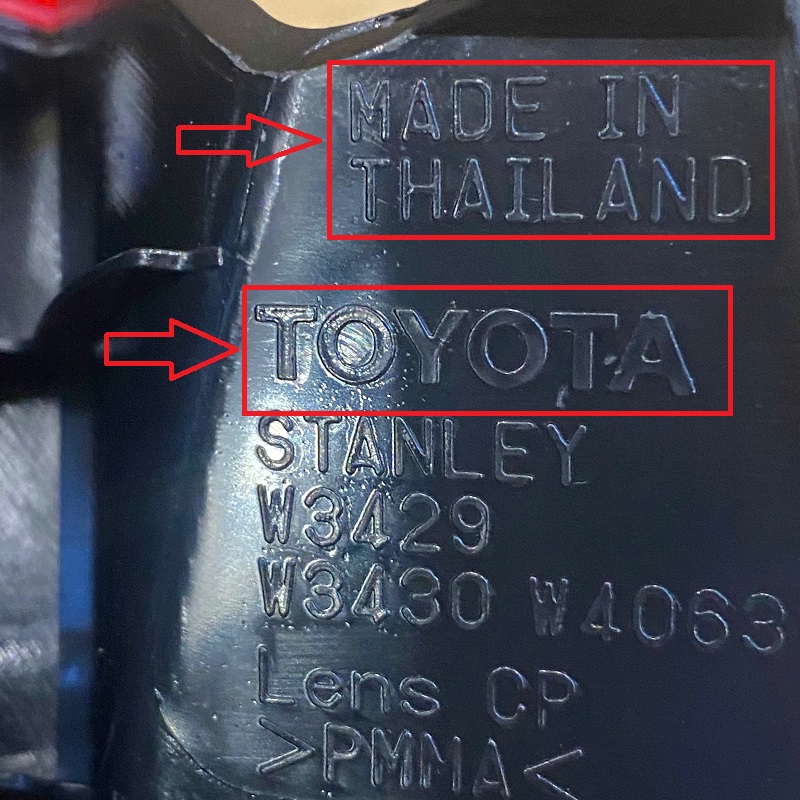 MADE IN
THAILAND
TOYOTA
STANLEY
W3429
W3430 W4063
Lens CP
>PMMA<